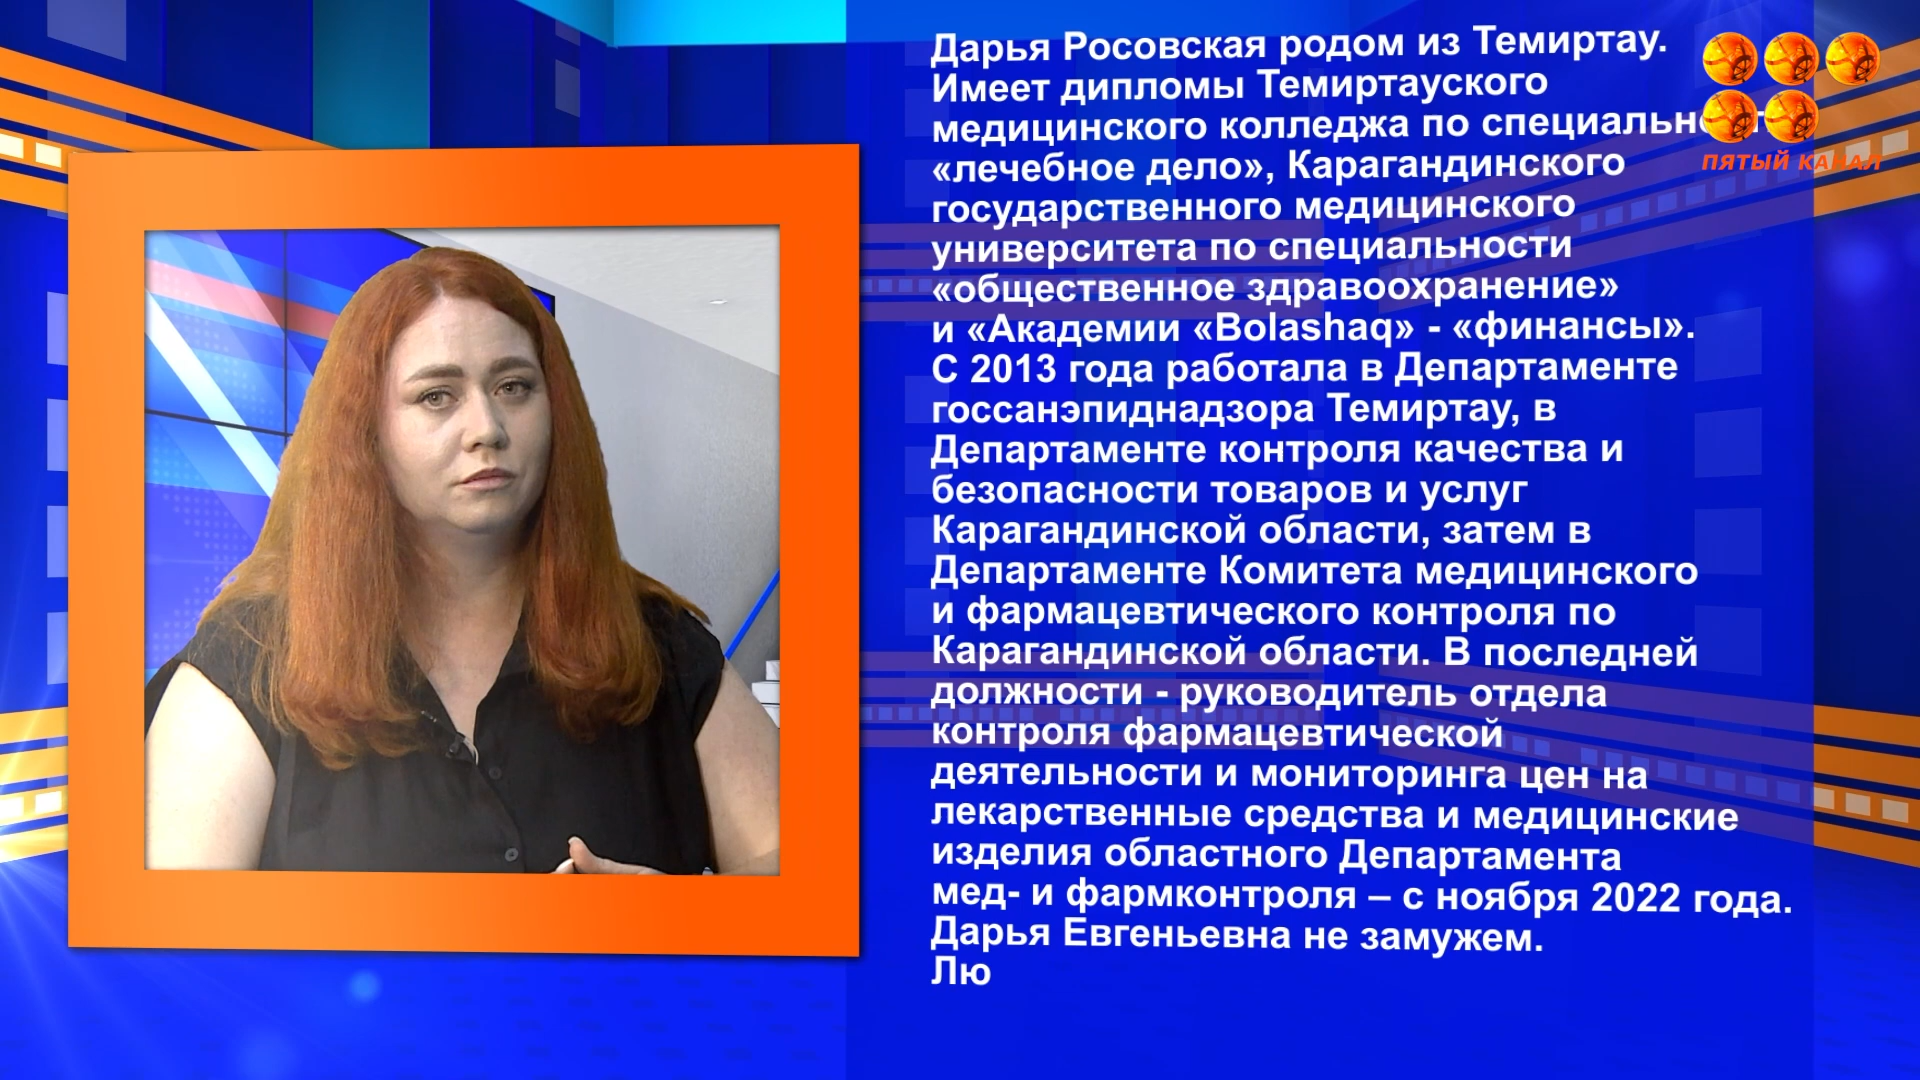 Дарья Росовская родом из Темиртау.
Имеет дипломы Темиртауского
медицинского колледжа по
«лечебное дело», Карагандинского
государственного медицинского
университета по специальности
«общественное здравоохранение»
и «Академии «Bolashaq» - «финансы».
С 2013 года работала в Департаменте
госсанэпиднадзора Темиртау, в
Департаменте контроля качества и
безопасности товаров и услуг
Карагандинской области, затем в
Департаменте Комитета медицинского
и фармацевтического контроля по
Карагандинской области. В последней
должности - руководитель отдела
контроля фармацевтической
деятельности и мониторинга цен на
лекарственные средства и медицинские
изделия областного Департамента
мед- и фармконтроля – с ноября 2022 года.
Дарья Евгеньевна не замужем.
Лю
ПЯТЫЙ КАНАЛ